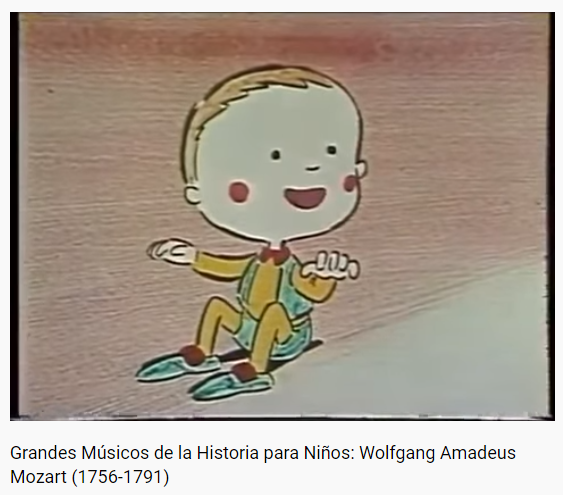 Grandes Músicos de la Historia para Niños: Wolfgang Amadeus
Mozart (1756-1791)